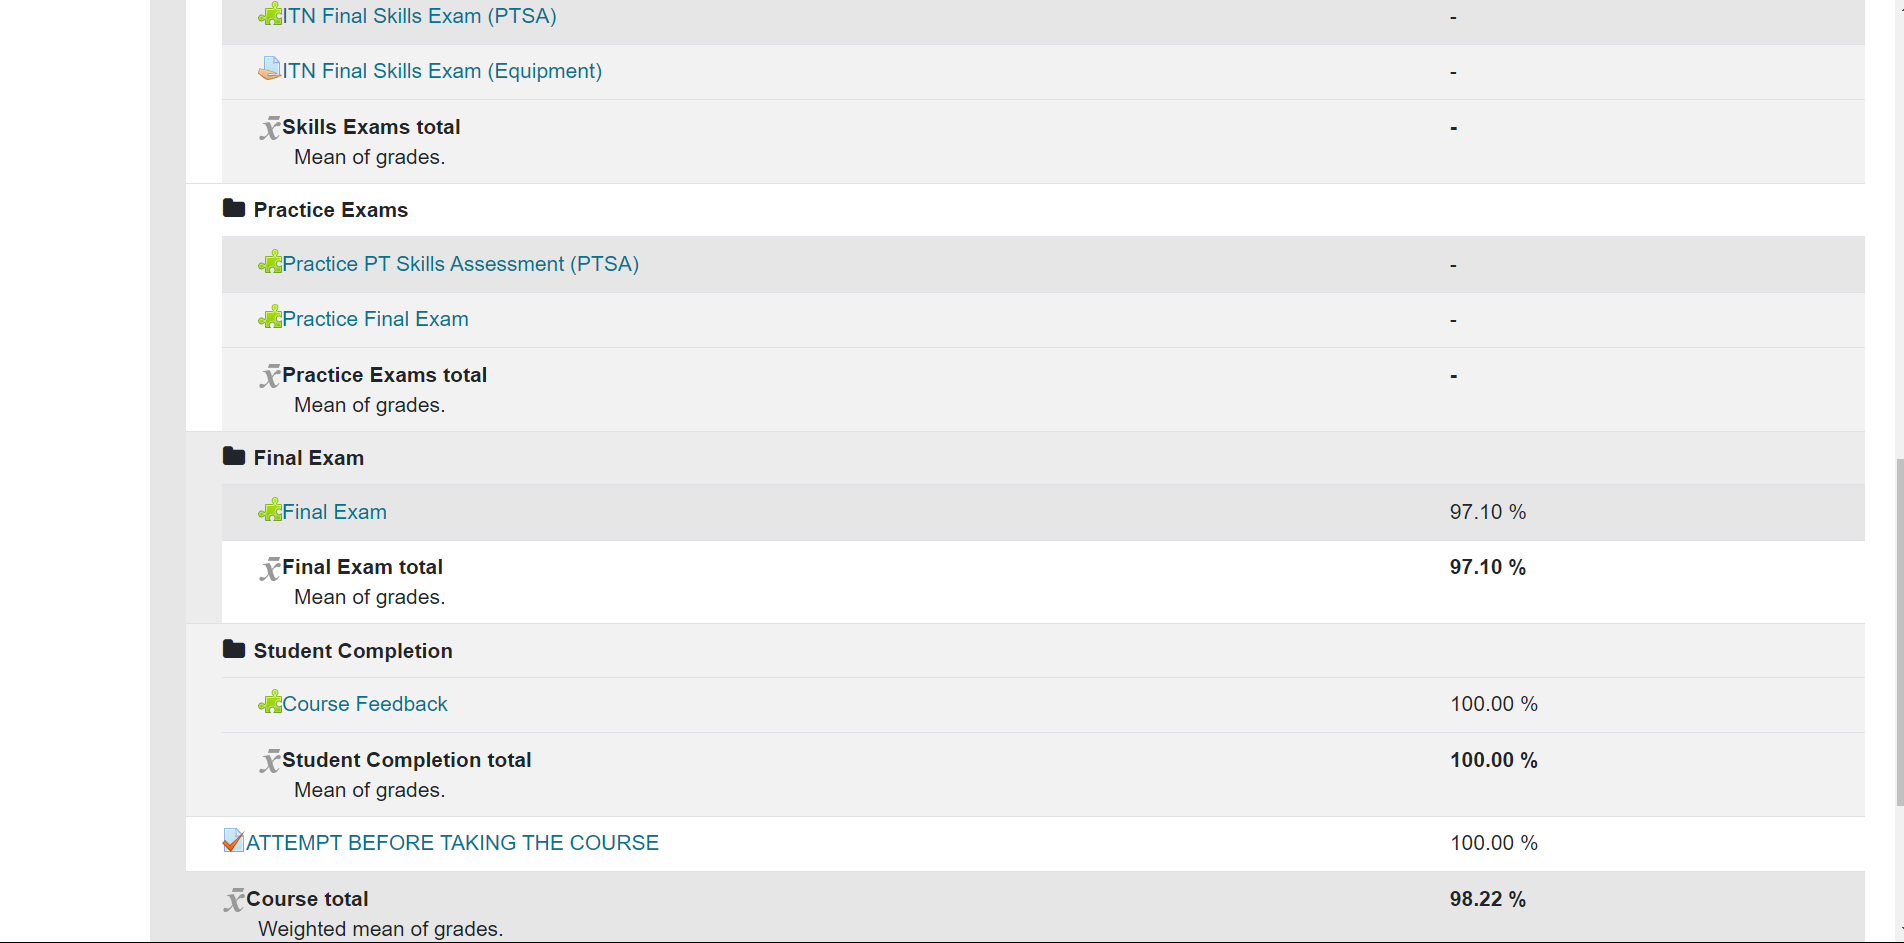 ITN Final Skills Exam (PTSA) -
ITN Final Skills Exam (Equipment) -
x̄ Skills Exams total -
Mean of grades.
Practice Exams
Practice PT Skills Assessment (PTSA) -
Practice Final Exam -
x̄ Practice Exams total -
Mean of grades.
Final Exam
Final Exam 97.10 %
x̄ Final Exam total 97.10 %
Mean of grades.
Student Completion
Course Feedback 100.00 %
x̄ Student Completion total 100.00 %
Mean of grades.
ATTEMPT BEFORE TAKING THE COURSE 100.00 %
x̄ Course total 98.22 %
Weighted mean of grades.